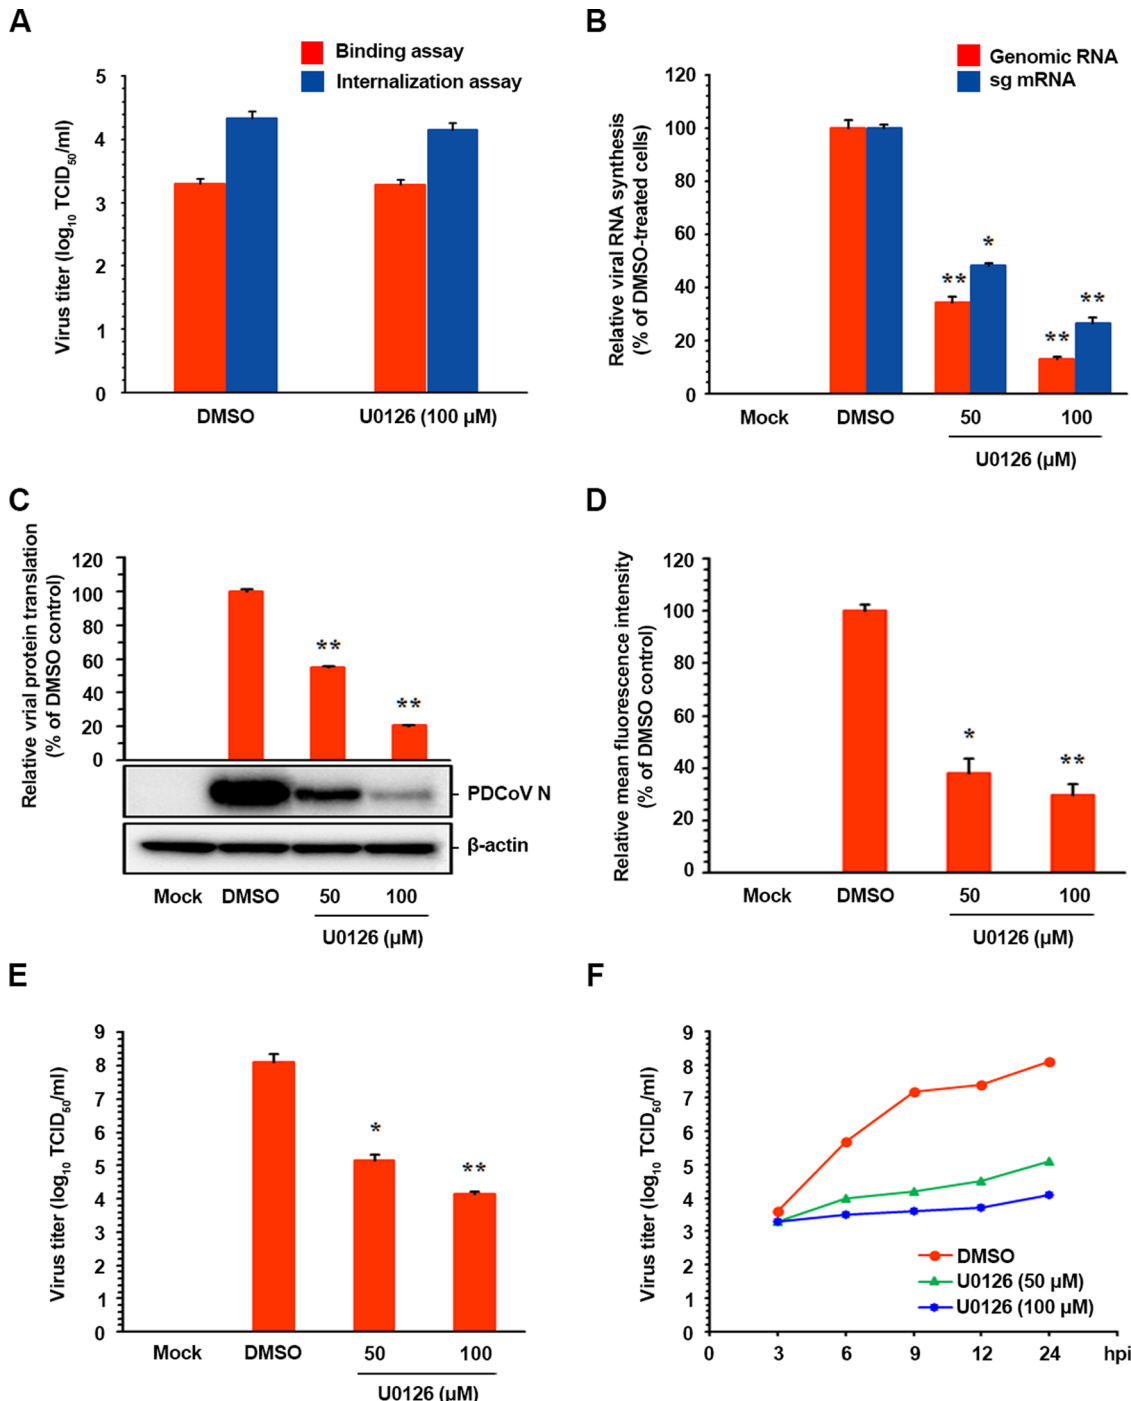 A
Binding assay
Internalization assay
Virus titer (log10 TCID50/ml)
5
4
3
2
1
0
DMSO
U0126 (100 µM)
B
Genomic RNA
sg mRNA
Relative viral RNA synthesis
(% of DMSO-treated cells)
120
100
80
60
40
20
0
**
*
**
**
Mock
DMSO
50
100
U0126 (µM)
C
Relative vrial protein translation
(% of DMSO control)
120
100
80
60
40
20
0
**
**
PDCoV N
β-actin
Mock
DMSO
50
100
U0126 (µM)
D
Relative mean fluorescence intensity
(% of DMSO control)
120
100
80
60
40
20
0
*
**
Mock
DMSO
50
100
U0126 (µM)
E
Virus titer (log10 TCID50/ml)
9
8
7
6
5
4
3
2
1
0
*
**
Mock
DMSO
50
100
U0126 (µM)
F
Virus titer (log10 TCID50/ml)
9
8
7
6
5
4
3
2
1
0
DMSO
U0126 (50 µM)
U0126 (100 µM)
0 3 6 9 12 24 hpi